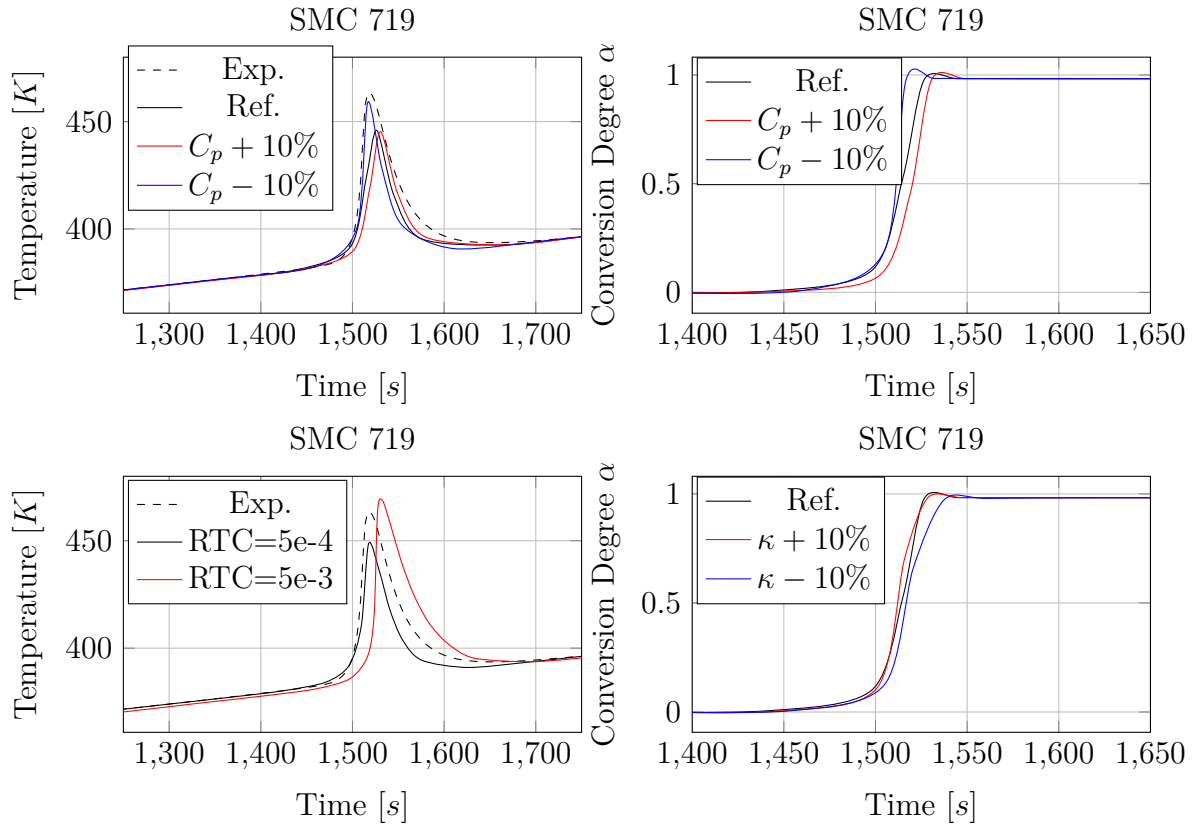 SMC 719
Temperature [K]
450
400
Exp.
Ref.
C_p + 10%
C_p − 10%
1,300 1,400 1,500 1,600 1,700
Time [s]
SMC 719
Conversion Degree α
1
0.5
0
Ref.
C_p + 10%
C_p − 10%
1,400 1,450 1,500 1,550 1,600 1,650
Time [s]
SMC 719
Temperature [K]
450
400
Exp.
RTC=5e-4
RTC=5e-3
1,300 1,400 1,500 1,600 1,700
Time [s]
SMC 719
Conversion Degree α
1
0.5
0
Ref.
κ + 10%
κ − 10%
1,400 1,450 1,500 1,550 1,600 1,650
Time [s]